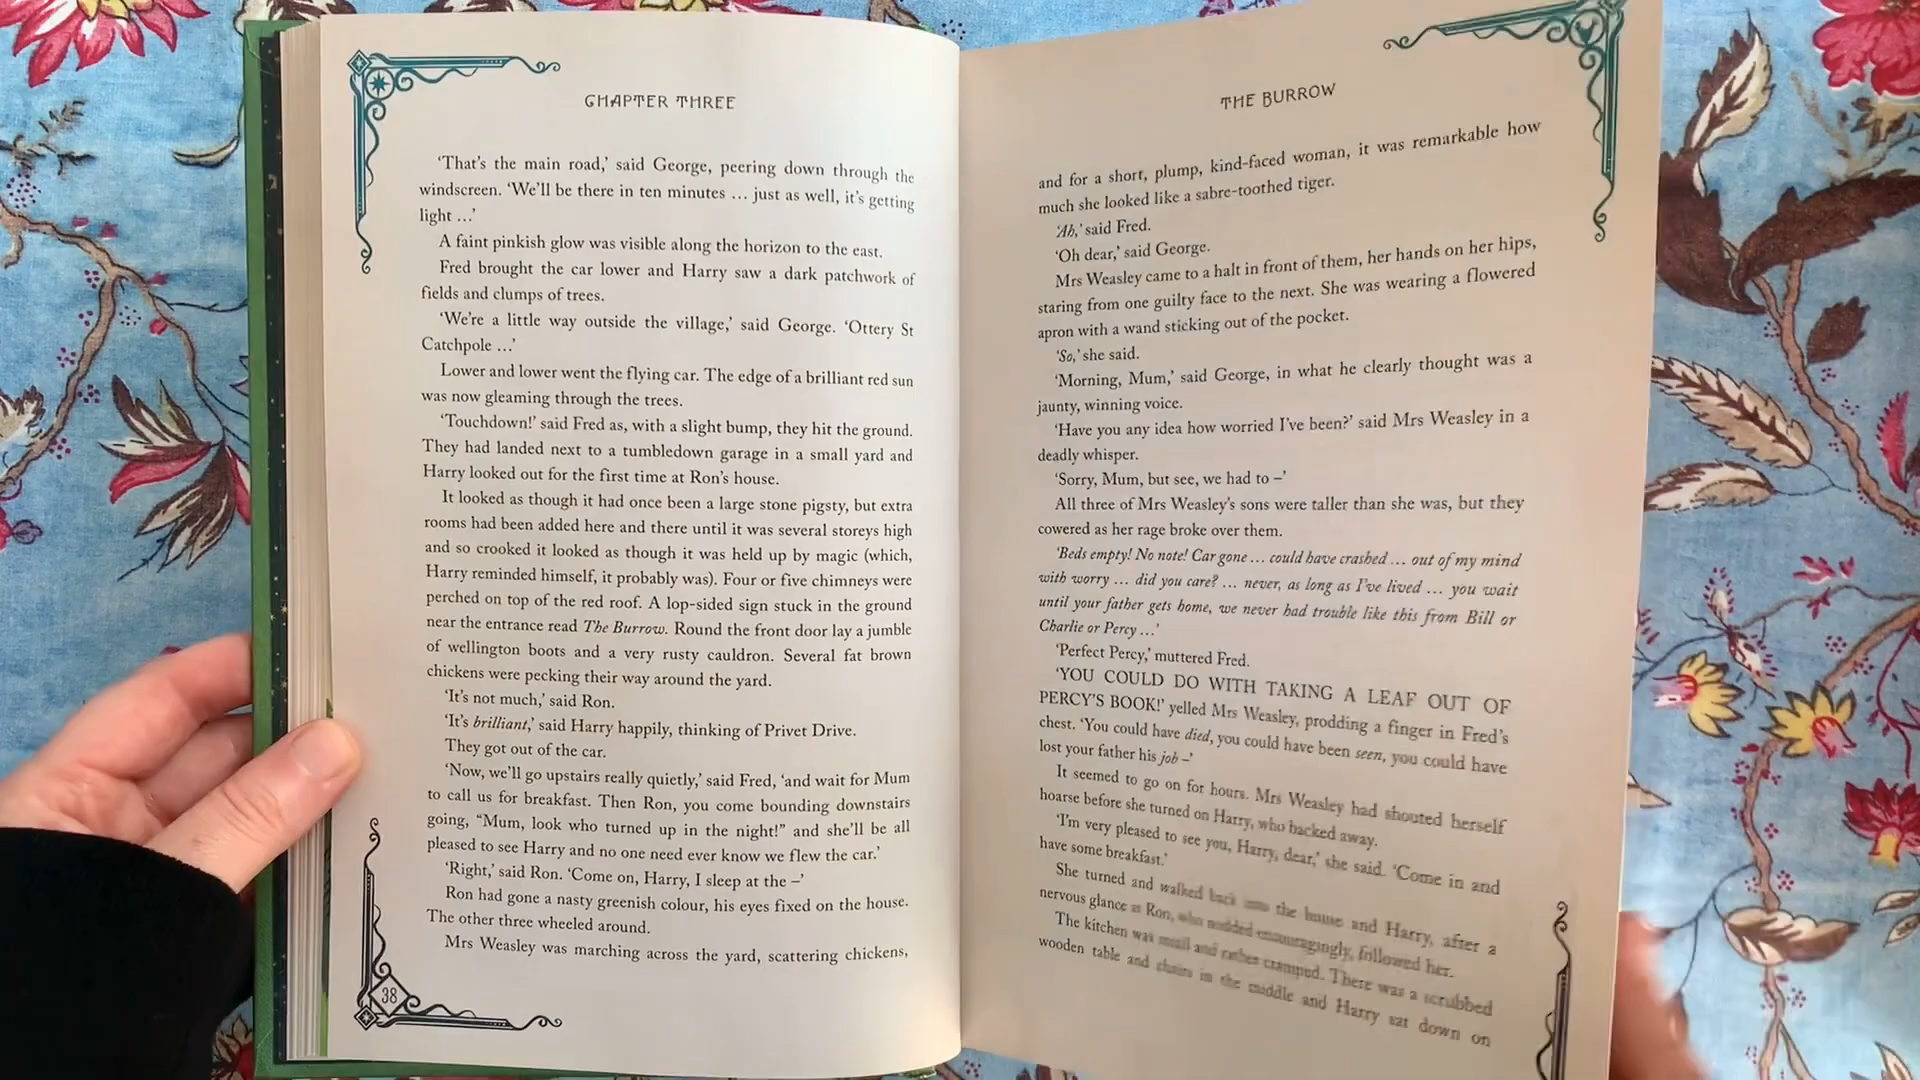 CHAPTER THREE
‘That’s the main road,’ said George, peering down through the
windscreen. ‘We’ll be there in ten minutes … just as well, it’s getting
light …’
A faint pinkish glow was visible along the horizon to the east.
Fred brought the car lower and Harry saw a dark patchwork of
fields and clumps of trees.
‘We’re a little way outside the village,’ said George. ‘Ottery St
Catchpole …’
Lower and lower went the flying car. The edge of a brilliant red sun
was now gleaming through the trees.
‘Touchdown!’ said Fred as, with a slight bump, they hit the ground.
They had landed next to a tumbledown garage in a small yard and
Harry looked out for the first time at Ron’s house.
It looked as though it had once been a large stone pigsty, but extra
rooms had been added here and there until it was several storeys high
and so crooked it looked as though it was held up by magic (which,
Harry reminded himself, it probably was). Four or five chimneys were
perched on top of the red roof. A lop-sided sign stuck in the ground
near the entrance read The Burrow. Round the front door lay a jumble
of wellington boots and a very rusty cauldron. Several fat brown
chickens were pecking their way around the yard.
‘It’s not much,’ said Ron.
‘It’s brilliant,’ said Harry happily, thinking of Privet Drive.
They got out of the car.
‘Now, we’ll go upstairs really quietly,’ said Fred, ‘and wait for Mum
to call us for breakfast. Then Ron, you come bounding downstairs
going, “Mum, look who turned up in the night!” and she’ll be all
pleased to see Harry and no one need ever know we flew the car.’
‘Right,’ said Ron. ‘Come on, Harry, I sleep at the –’
Ron had gone a nasty greenish colour, his eyes fixed on the house.
The other three wheeled around.
Mrs Weasley was marching across the yard, scattering chickens,
38
THE BURROW
and for a short, plump, kind-faced woman, it was remarkable how
much she looked like a sabre-toothed tiger.
‘Ah,’ said Fred.
‘Oh dear,’ said George.
Mrs Weasley came to a halt in front of them, her hands on her hips,
staring from one guilty face to the next. She was wearing a flowered
apron with a wand sticking out of the pocket.
‘So,’ she said.
‘Morning, Mum,’ said George, in what he clearly thought was a
jaunty, winning voice.
‘Have you any idea how worried I’ve been?’ said Mrs Weasley in a
deadly whisper.
‘Sorry, Mum, but see, we had to –’
All three of Mrs Weasley’s sons were taller than she was, but they
cowered as her rage broke over them.
‘Beds empty! No note! Car gone … could have crashed … out of my mind
with worry … did you care? … never, as long as I’ve lived … you wait
until your father gets home, we never had trouble like this from Bill or
Charlie or Percy …’
‘Perfect Percy,’ muttered Fred.
‘YOU COULD DO WITH TAKING A LEAF OUT OF
PERCY’S BOOK!’ yelled Mrs Weasley, prodding a finger in Fred’s
chest. ‘You could have died, you could have been seen, you could have
lost your father his job –’
It seemed to go on for hours. Mrs Weasley had shouted herself
hoarse before she turned on Harry, who backed away.
‘I’m very pleased to see you, Harry, dear,’ she said. ‘Come in and
have some breakfast.’
She turned and walked back into the house and Harry, after a
nervous glance at Ron, who nodded encouragingly, followed her.
The kitchen was small and rather cramped. There was a scrubbed
wooden table and chairs in the middle and Harry sat down on